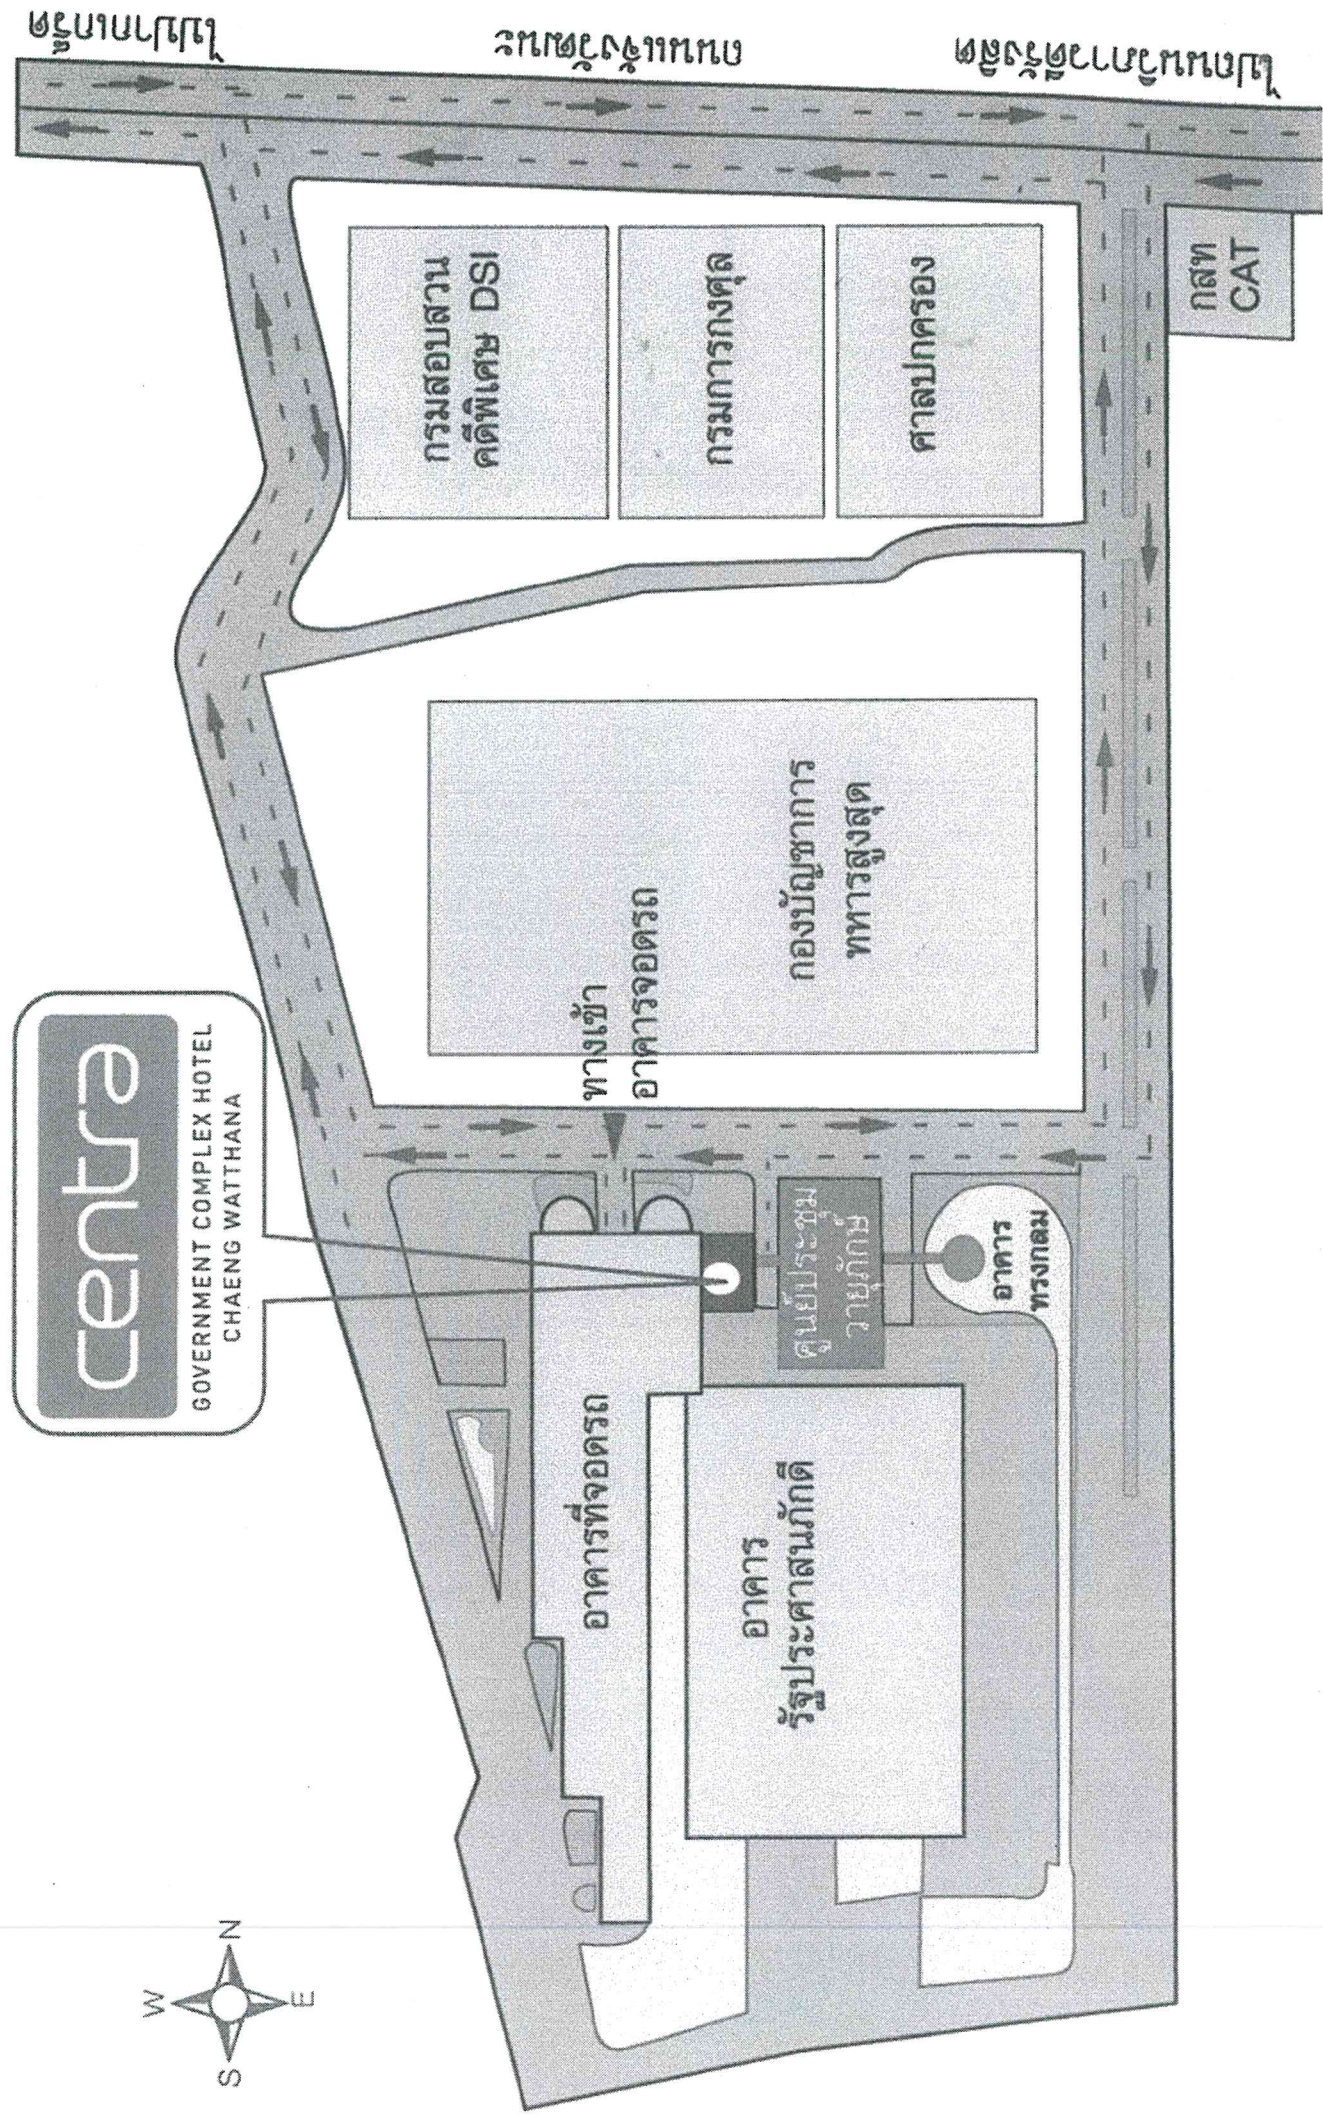 ไปปากเกร็ด
ถนนแจ้งวัฒนะ
ไปถนนวิภาวดีรังสิต
กสท
CAT
กรมสอบสวน
คดีพิเศษ DSI
กรมการกงศุล
ศาลปกครอง
กองบัญชาการ
ทหารสูงสุด
ทางเข้า
อาคารจอดรถ
centra
GOVERNMENT COMPLEX HOTEL
CHAENG WATTHANA
ศูนย์ประชุม
วายุภักษ์
อาคาร
ทรงกลม
อาคารที่จอดรถ
อาคาร
รัฐประศาสนภักดี
W
N
S
E